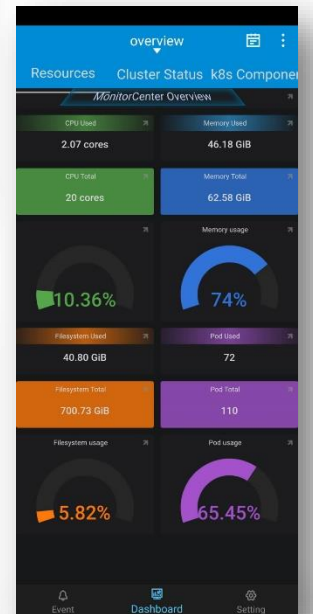 overview
Resources Cluster Status k8s Componen
MonitorCenter Overview
CPU Used Memory Used
2.07 cores 46.18 GiB
CPU Total Memory Total
20 cores 62.58 GiB
Memory usage
10.36% 74%
Filesystem Used Pod Used
40.80 GiB 72
Filesystem Total Pod Total
700.73 GiB 110
Filesystem usage Pod usage
5.82% 65.45%
Event Dashboard Setting